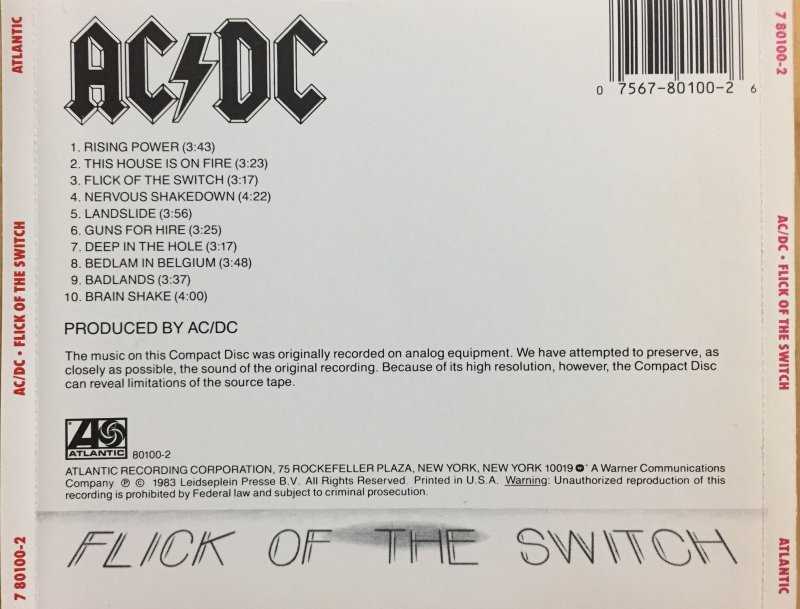 AC/DC
0 7567-80100-2 6
1. RISING POWER (3:43)
2. THIS HOUSE IS ON FIRE (3:23)
3. FLICK OF THE SWITCH (3:17)
4. NERVOUS SHAKEDOWN (4:22)
5. LANDSLIDE (3:56)
6. GUNS FOR HIRE (3:25)
7. DEEP IN THE HOLE (3:17)
8. BEDLAM IN BELGIUM (3:48)
9. BADLANDS (3:37)
10. BRAIN SHAKE (4:00)
PRODUCED BY AC/DC
The music on this Compact Disc was originally recorded on analog equipment. We have attempted to preserve, as
closely as possible, the sound of the original recording. Because of its high resolution, however, the Compact Disc
can reveal limitations of the source tape.
ATLANTIC
80100-2
ATLANTIC RECORDING CORPORATION, 75 ROCKEFELLER PLAZA, NEW YORK, NEW YORK 10019 A Warner Communications
Company ℗ © 1983 Leidseplein Presse B.V. All Rights Reserved. Printed in U.S.A. Warning: Unauthorized reproduction of this
recording is prohibited by Federal law and subject to criminal prosecution.
FLICK OF THE SWITCH
7 80100-2
AC/DC • FLICK OF THE SWITCH
ATLANTIC
7 80100-2
AC/DC • FLICK OF THE SWITCH
ATLANTIC